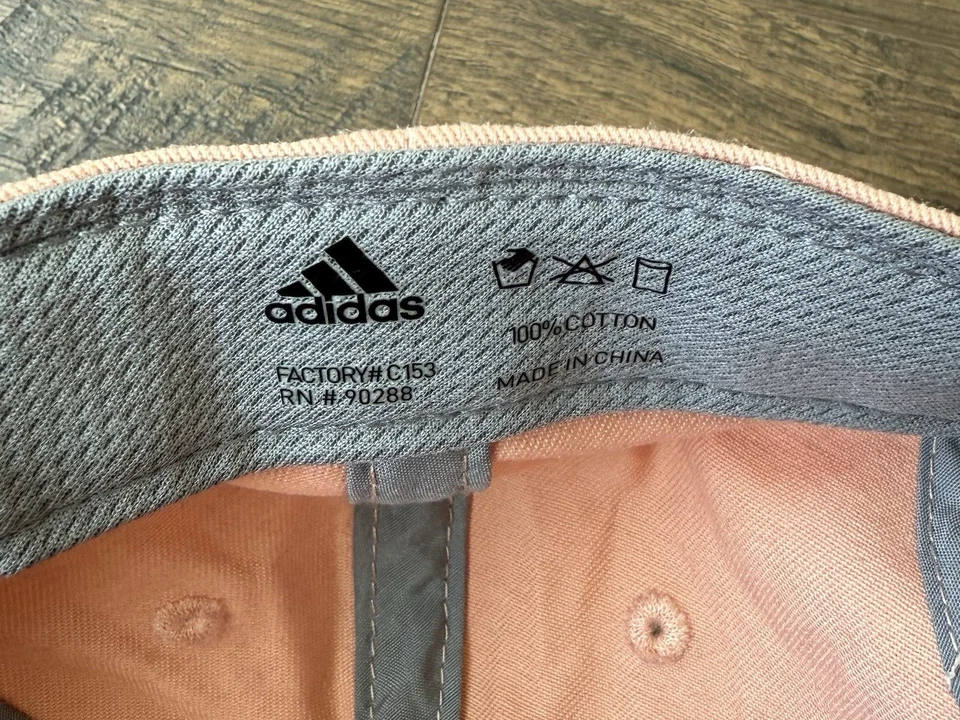 adidas
FACTORY# C153
RN # 90288
100% COTTON
MADE IN CHINA